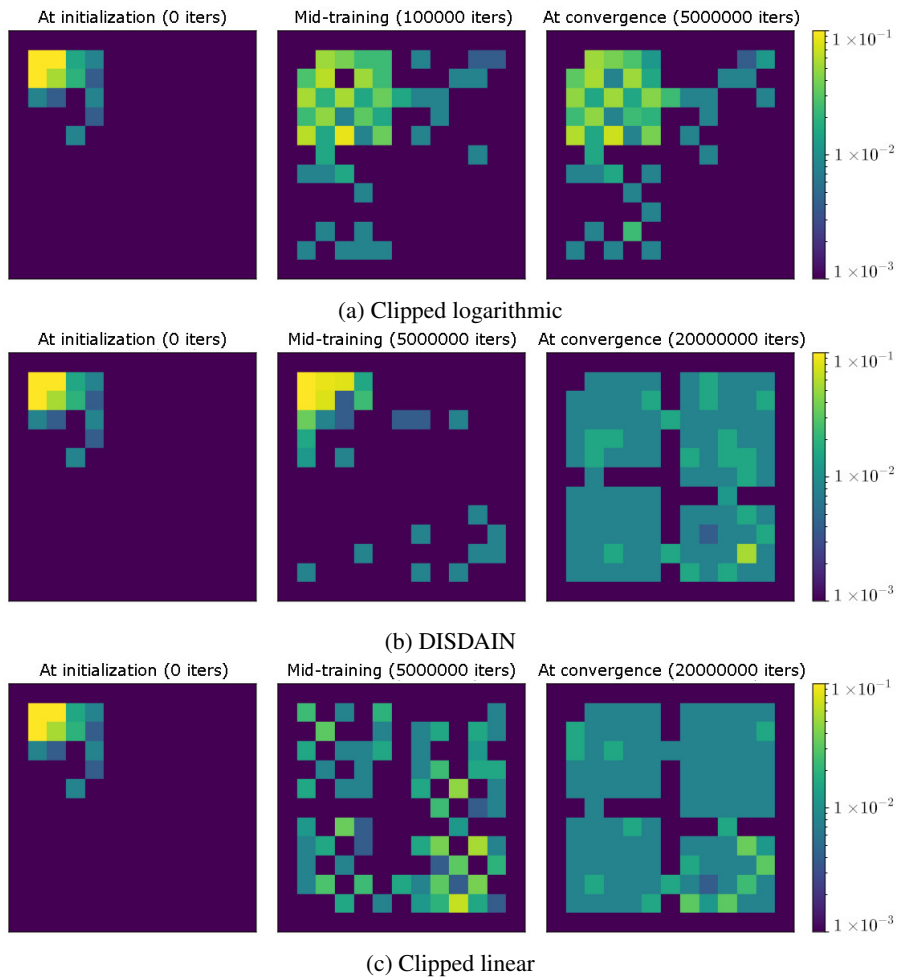 At initialization (0 iters) Mid-training (100000 iters) At convergence (5000000 iters)
1 ×10⁻¹
1 ×10⁻²
1 ×10⁻³
(a) Clipped logarithmic
At initialization (0 iters) Mid-training (5000000 iters) At convergence (20000000 iters)
1 ×10⁻¹
1 ×10⁻²
1 ×10⁻³
(b) DISDAIN
At initialization (0 iters) Mid-training (5000000 iters) At convergence (20000000 iters)
1 ×10⁻¹
1 ×10⁻²
1 ×10⁻³
(c) Clipped linear